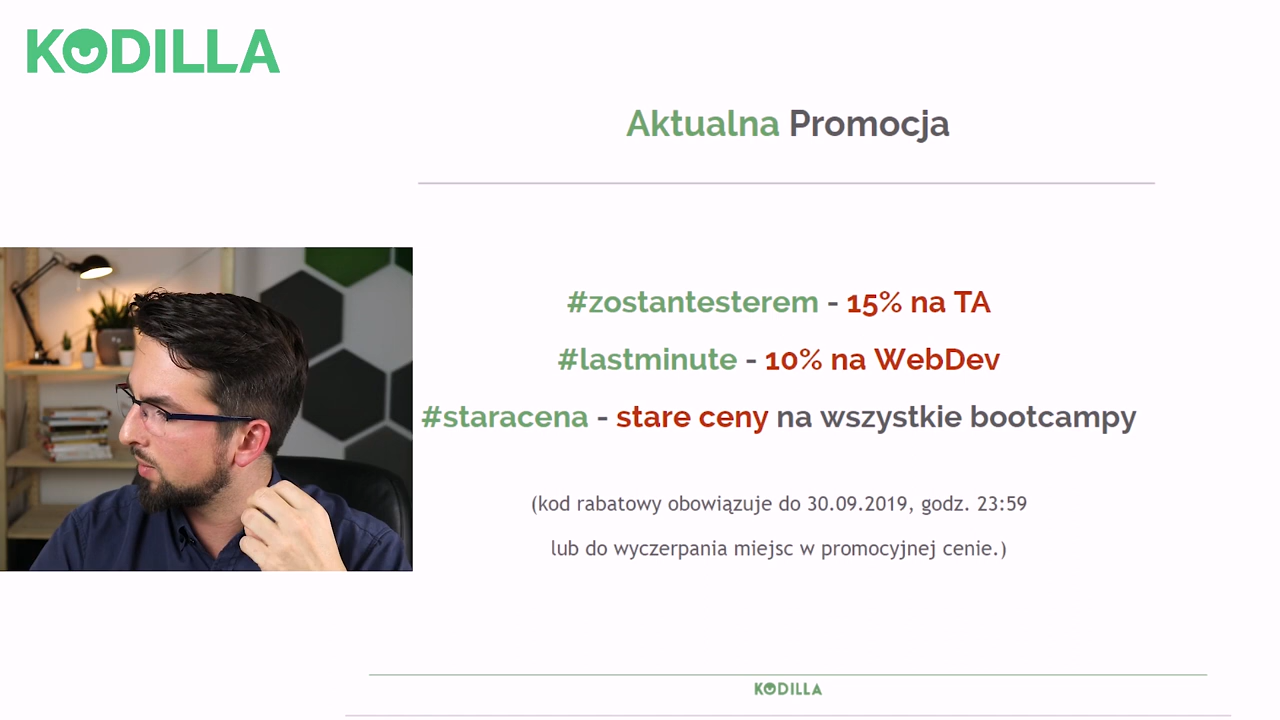 KODILLA
Aktualna Promocja
#zostantesterem - 15% na TA
#lastminute - 10% na WebDev
#staracena - stare ceny na wszystkie bootcampy
(kod rabatowy obowiązuje do 30.09.2019, godz. 23:59
lub do wyczerpania miejsc w promocyjnej cenie.)
KODILLA